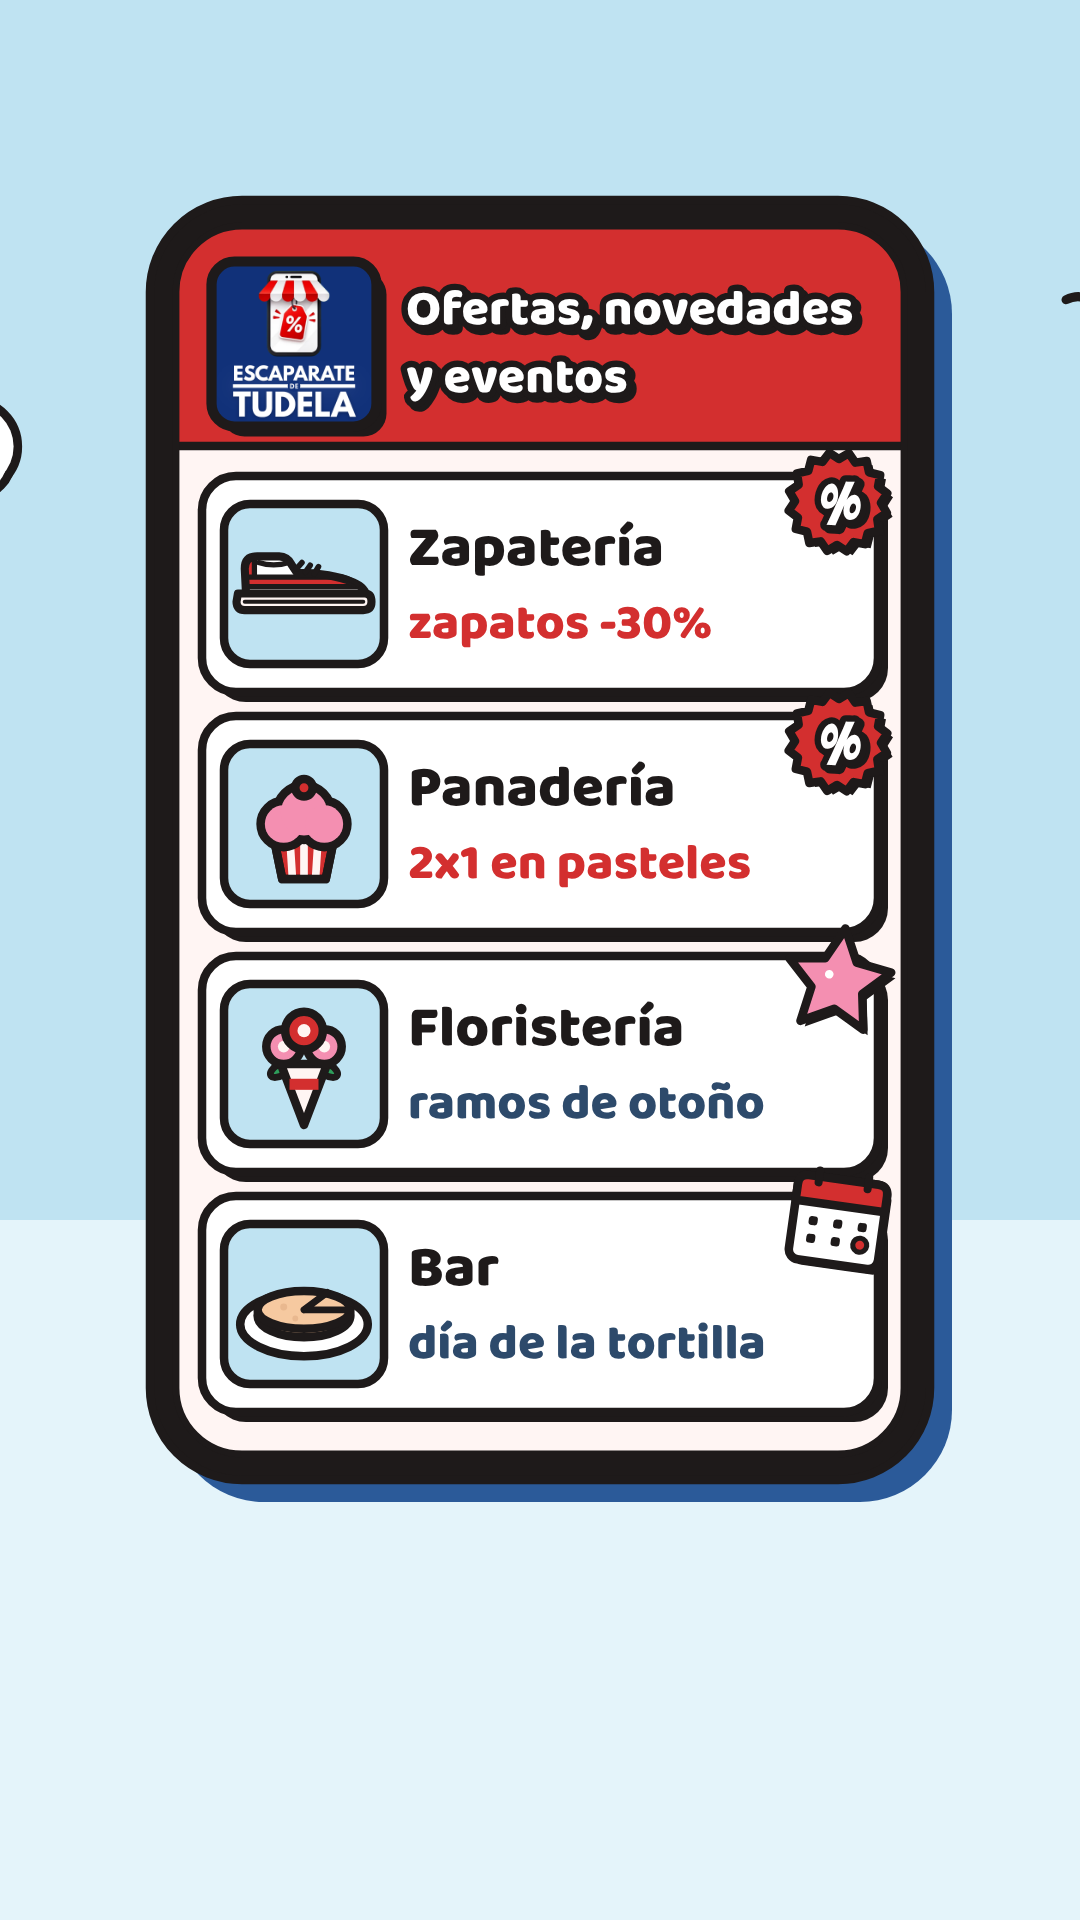 ESCAPARATE
DE
TUDELA
Ofertas, novedades
y eventos
%
Zapatería
zapatos -30%
%
Panadería
2x1 en pasteles
%
Floristería
ramos de otoño
Bar
día de la tortilla